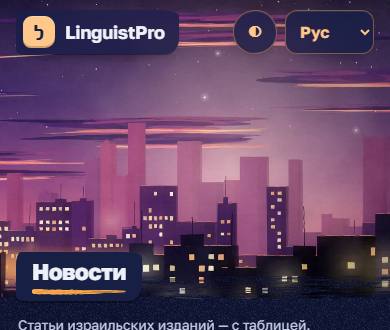 ל LinguistPro
Рус
Новости
Статьи израильских изданий — с таблицей,